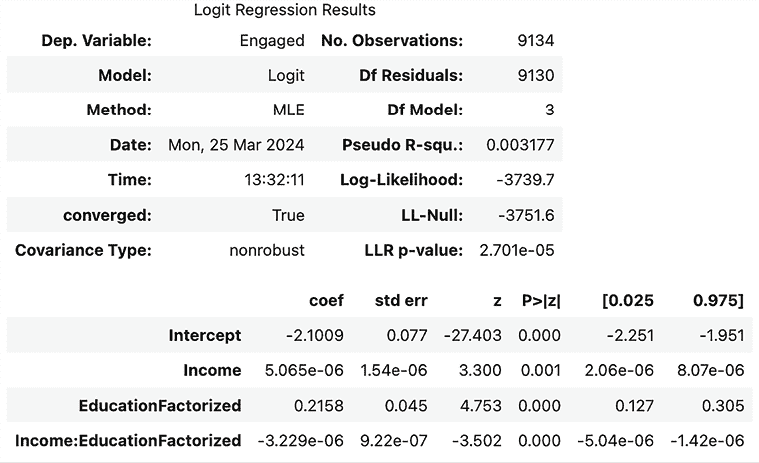 Logit Regression Results
Dep. Variable: Engaged No. Observations: 9134
Model: Logit Df Residuals: 9130
Method: MLE Df Model: 3
Date: Mon, 25 Mar 2024 Pseudo R-squ.: 0.003177
Time: 13:32:11 Log-Likelihood: -3739.7
converged: True LL-Null: -3751.6
Covariance Type: nonrobust LLR p-value: 2.701e-05
coef std err z P>|z| [0.025 0.975]
Intercept -2.1009 0.077 -27.403 0.000 -2.251 -1.951
Income 5.065e-06 1.54e-06 3.300 0.001 2.06e-06 8.07e-06
EducationFactorized 0.2158 0.045 4.753 0.000 0.127 0.305
Income:EducationFactorized -3.229e-06 9.22e-07 -3.502 0.000 -5.04e-06 -1.42e-06